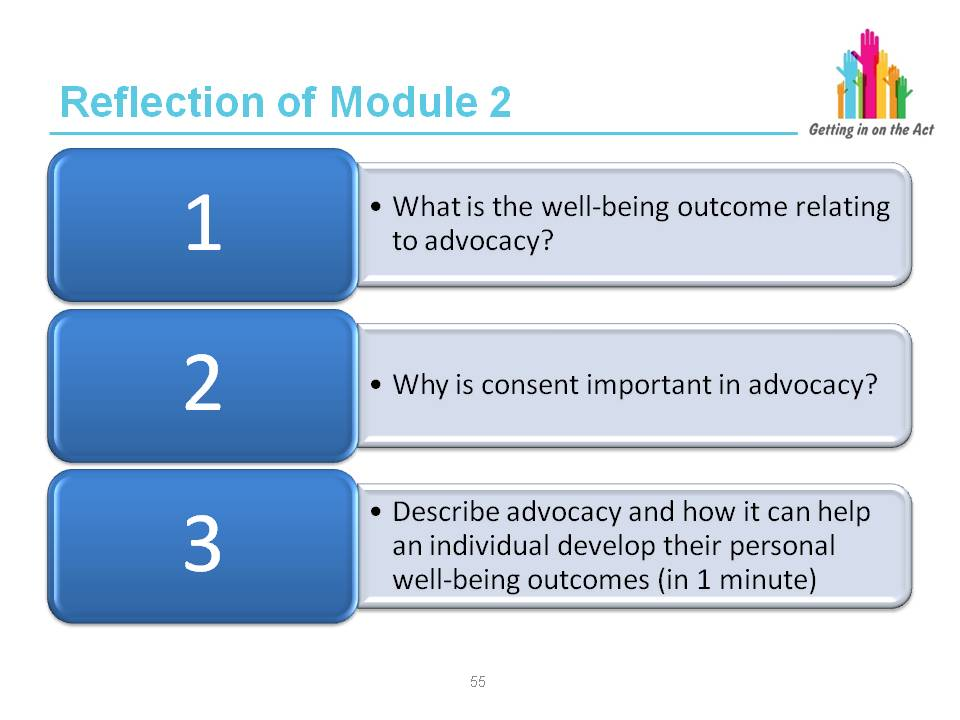 Reflection of Module 2
Getting in on the Act
1
• What is the well-being outcome relating
to advocacy?
2
• Why is consent important in advocacy?
3
• Describe advocacy and how it can help
an individual develop their personal
well-being outcomes (in 1 minute)
55